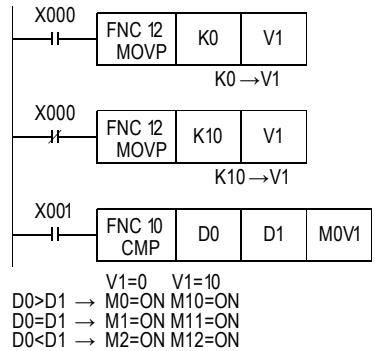 X000
FNC 12
MOVP
K0
V1
K0→V1
X000
FNC 12
MOVP
K10
V1
K10→V1
X001
FNC 10
CMP
D0
D1
M0V1
V1=0 V1=10
D0>D1 → M0=ON M10=ON
D0=D1 → M1=ON M11=ON
D0<D1 → M2=ON M12=ON